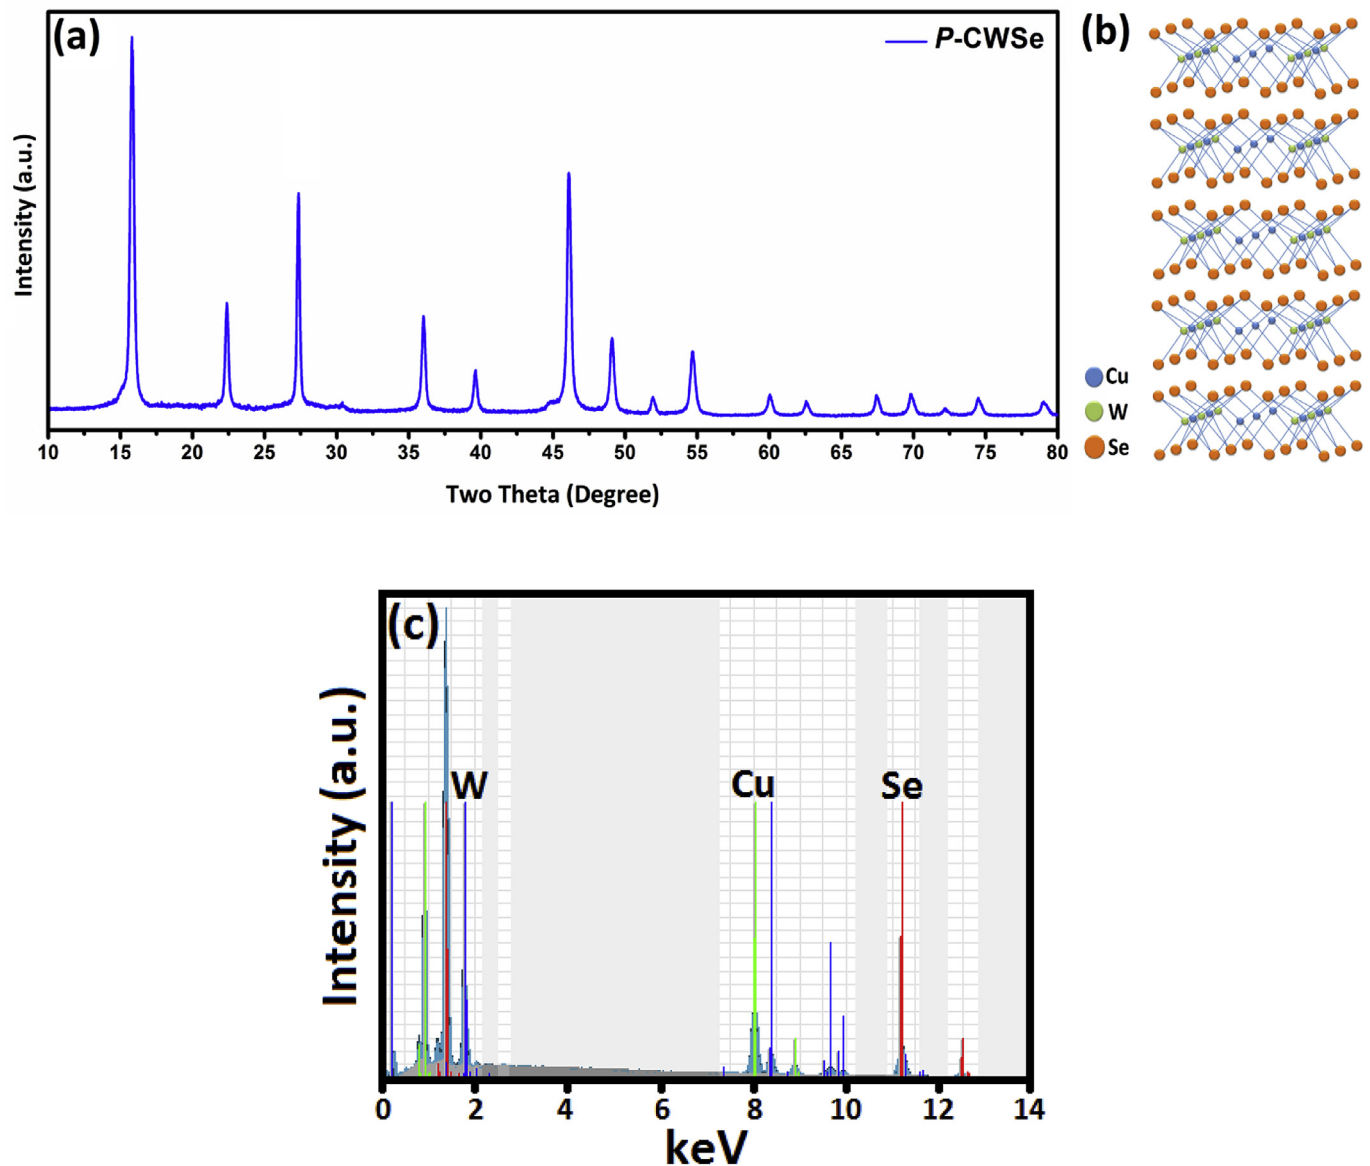 (a)
P-CWSe
Intensity (a.u.)
10 15 20 25 30 35 40 45 50 55 60 65 70 75 80
Two Theta (Degree)
(b)
Cu
W
Se
(c)
W Cu Se
Intensity (a.u.)
0 2 4 6 8 10 12 14
keV